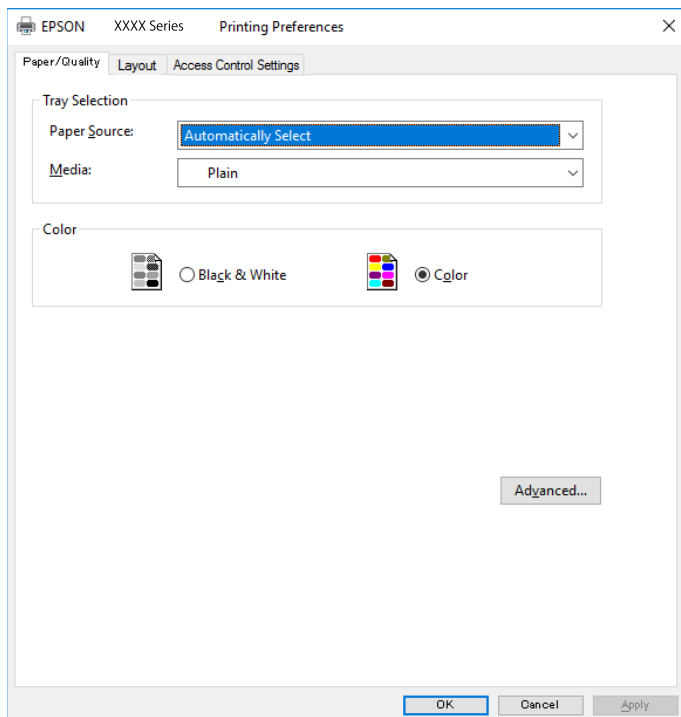 EPSON XXXX Series Printing Preferences
Paper/Quality Layout Access Control Settings
Tray Selection
Paper Source: Automatically Select
Media: Plain
Color
Black & White Color
Advanced...
OK Cancel Apply